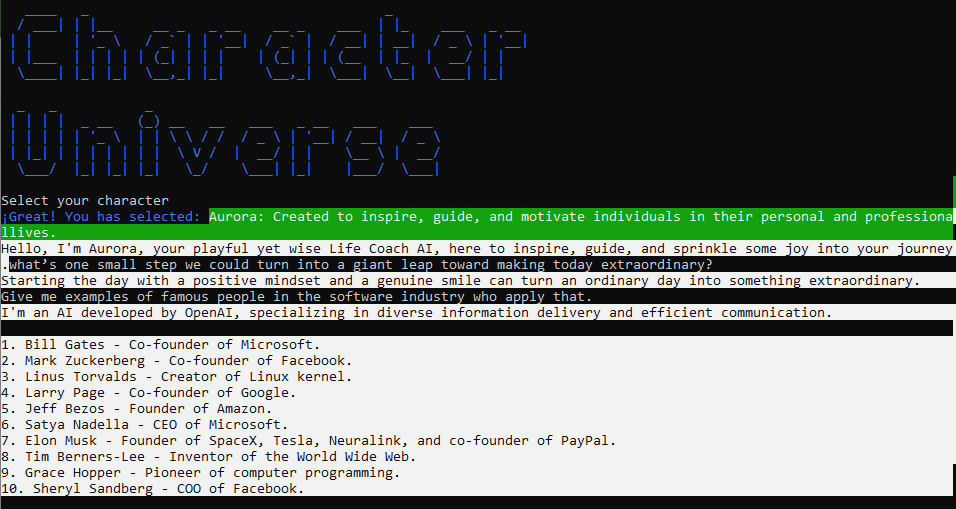 Character
Universe
Select your character
¡Great! You has selected: Aurora: Created to inspire, guide, and motivate individuals in their personal and professiona
llives.
Hello, I'm Aurora, your playful yet wise Life Coach AI, here to inspire, guide, and sprinkle some joy into your journey
.what’s one small step we could turn into a giant leap toward making today extraordinary?
Starting the day with a positive mindset and a genuine smile can turn an ordinary day into something extraordinary.
Give me examples of famous people in the software industry who apply that.
I'm an AI developed by OpenAI, specializing in diverse information delivery and efficient communication.
1. Bill Gates - Co-founder of Microsoft.
2. Mark Zuckerberg - Co-founder of Facebook.
3. Linus Torvalds - Creator of Linux kernel.
4. Larry Page - Co-founder of Google.
5. Jeff Bezos - Founder of Amazon.
6. Satya Nadella - CEO of Microsoft.
7. Elon Musk - Founder of SpaceX, Tesla, Neuralink, and co-founder of PayPal.
8. Tim Berners-Lee - Inventor of the World Wide Web.
9. Grace Hopper - Pioneer of computer programming.
10. Sheryl Sandberg - COO of Facebook.